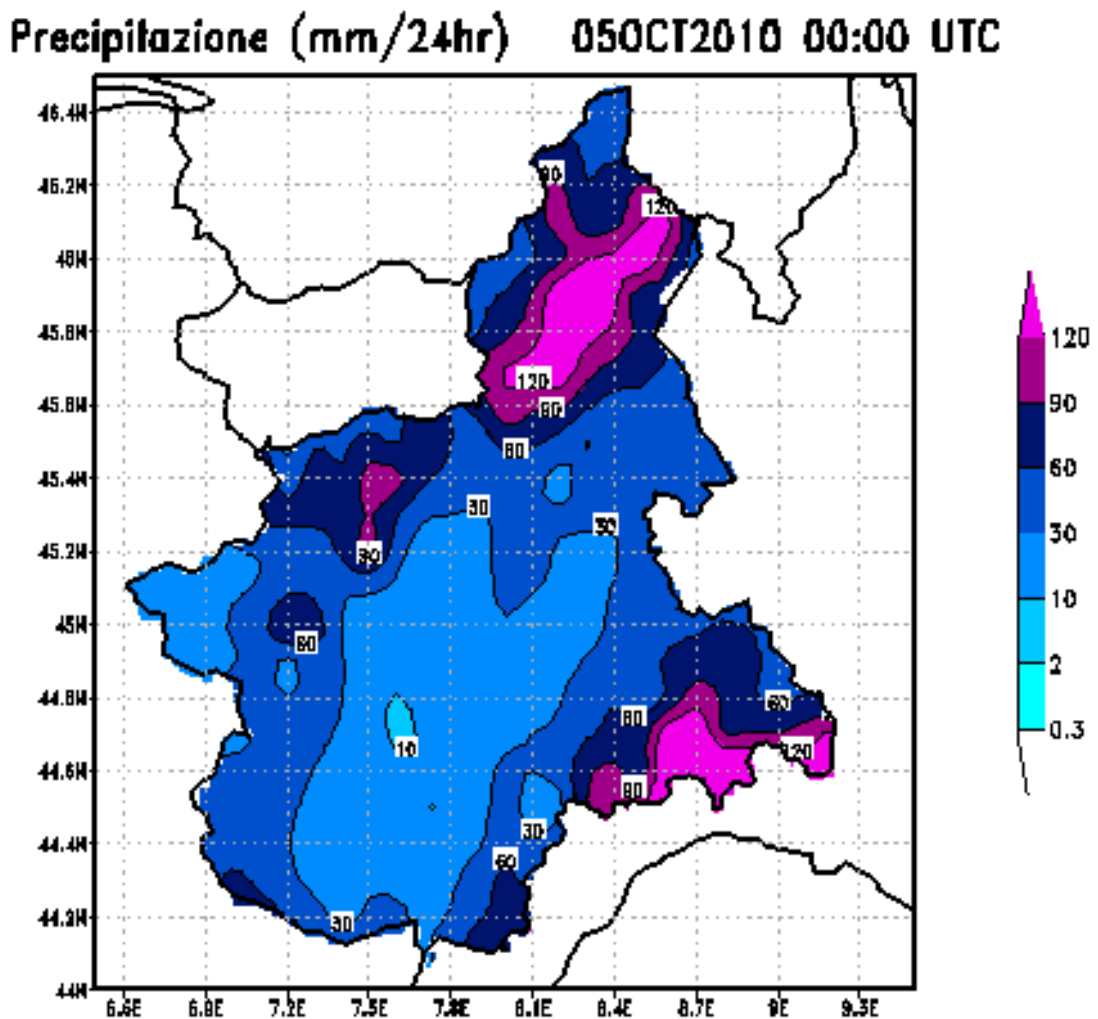 Precipitazione (mm/24hr) 05OCT2010 00:00 UTC
46.4N
46.2N
46N
45.8N
45.6N
45.4N
45.2N
45N
44.8N
44.6N
44.4N
44.2N
44N
90
120
120
90
60
30
30
90
60
60
60
10
120
90
30
60
30
6.6E 6.9E 7.2E 7.5E 7.8E 8.1E 8.4E 8.7E 9E 9.3E
120
90
60
30
10
2
0.3